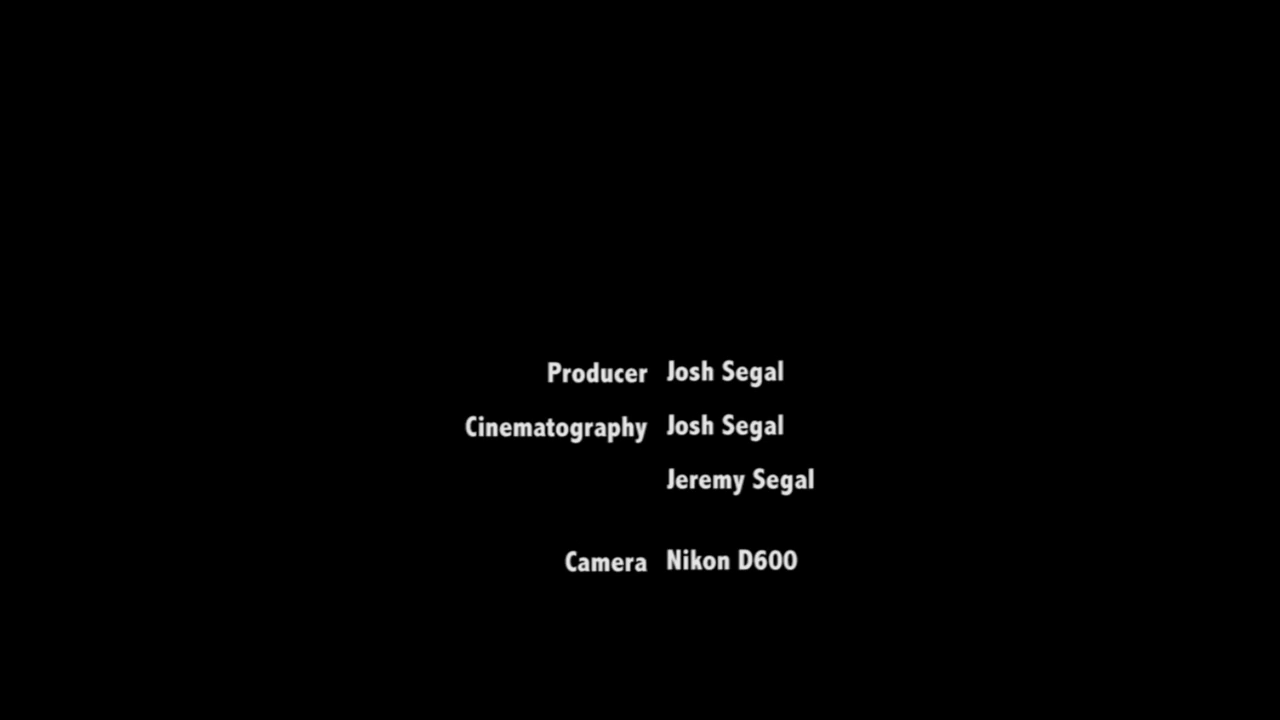 Producer Josh Segal
Cinematography Josh Segal
Jeremy Segal
Camera Nikon D600